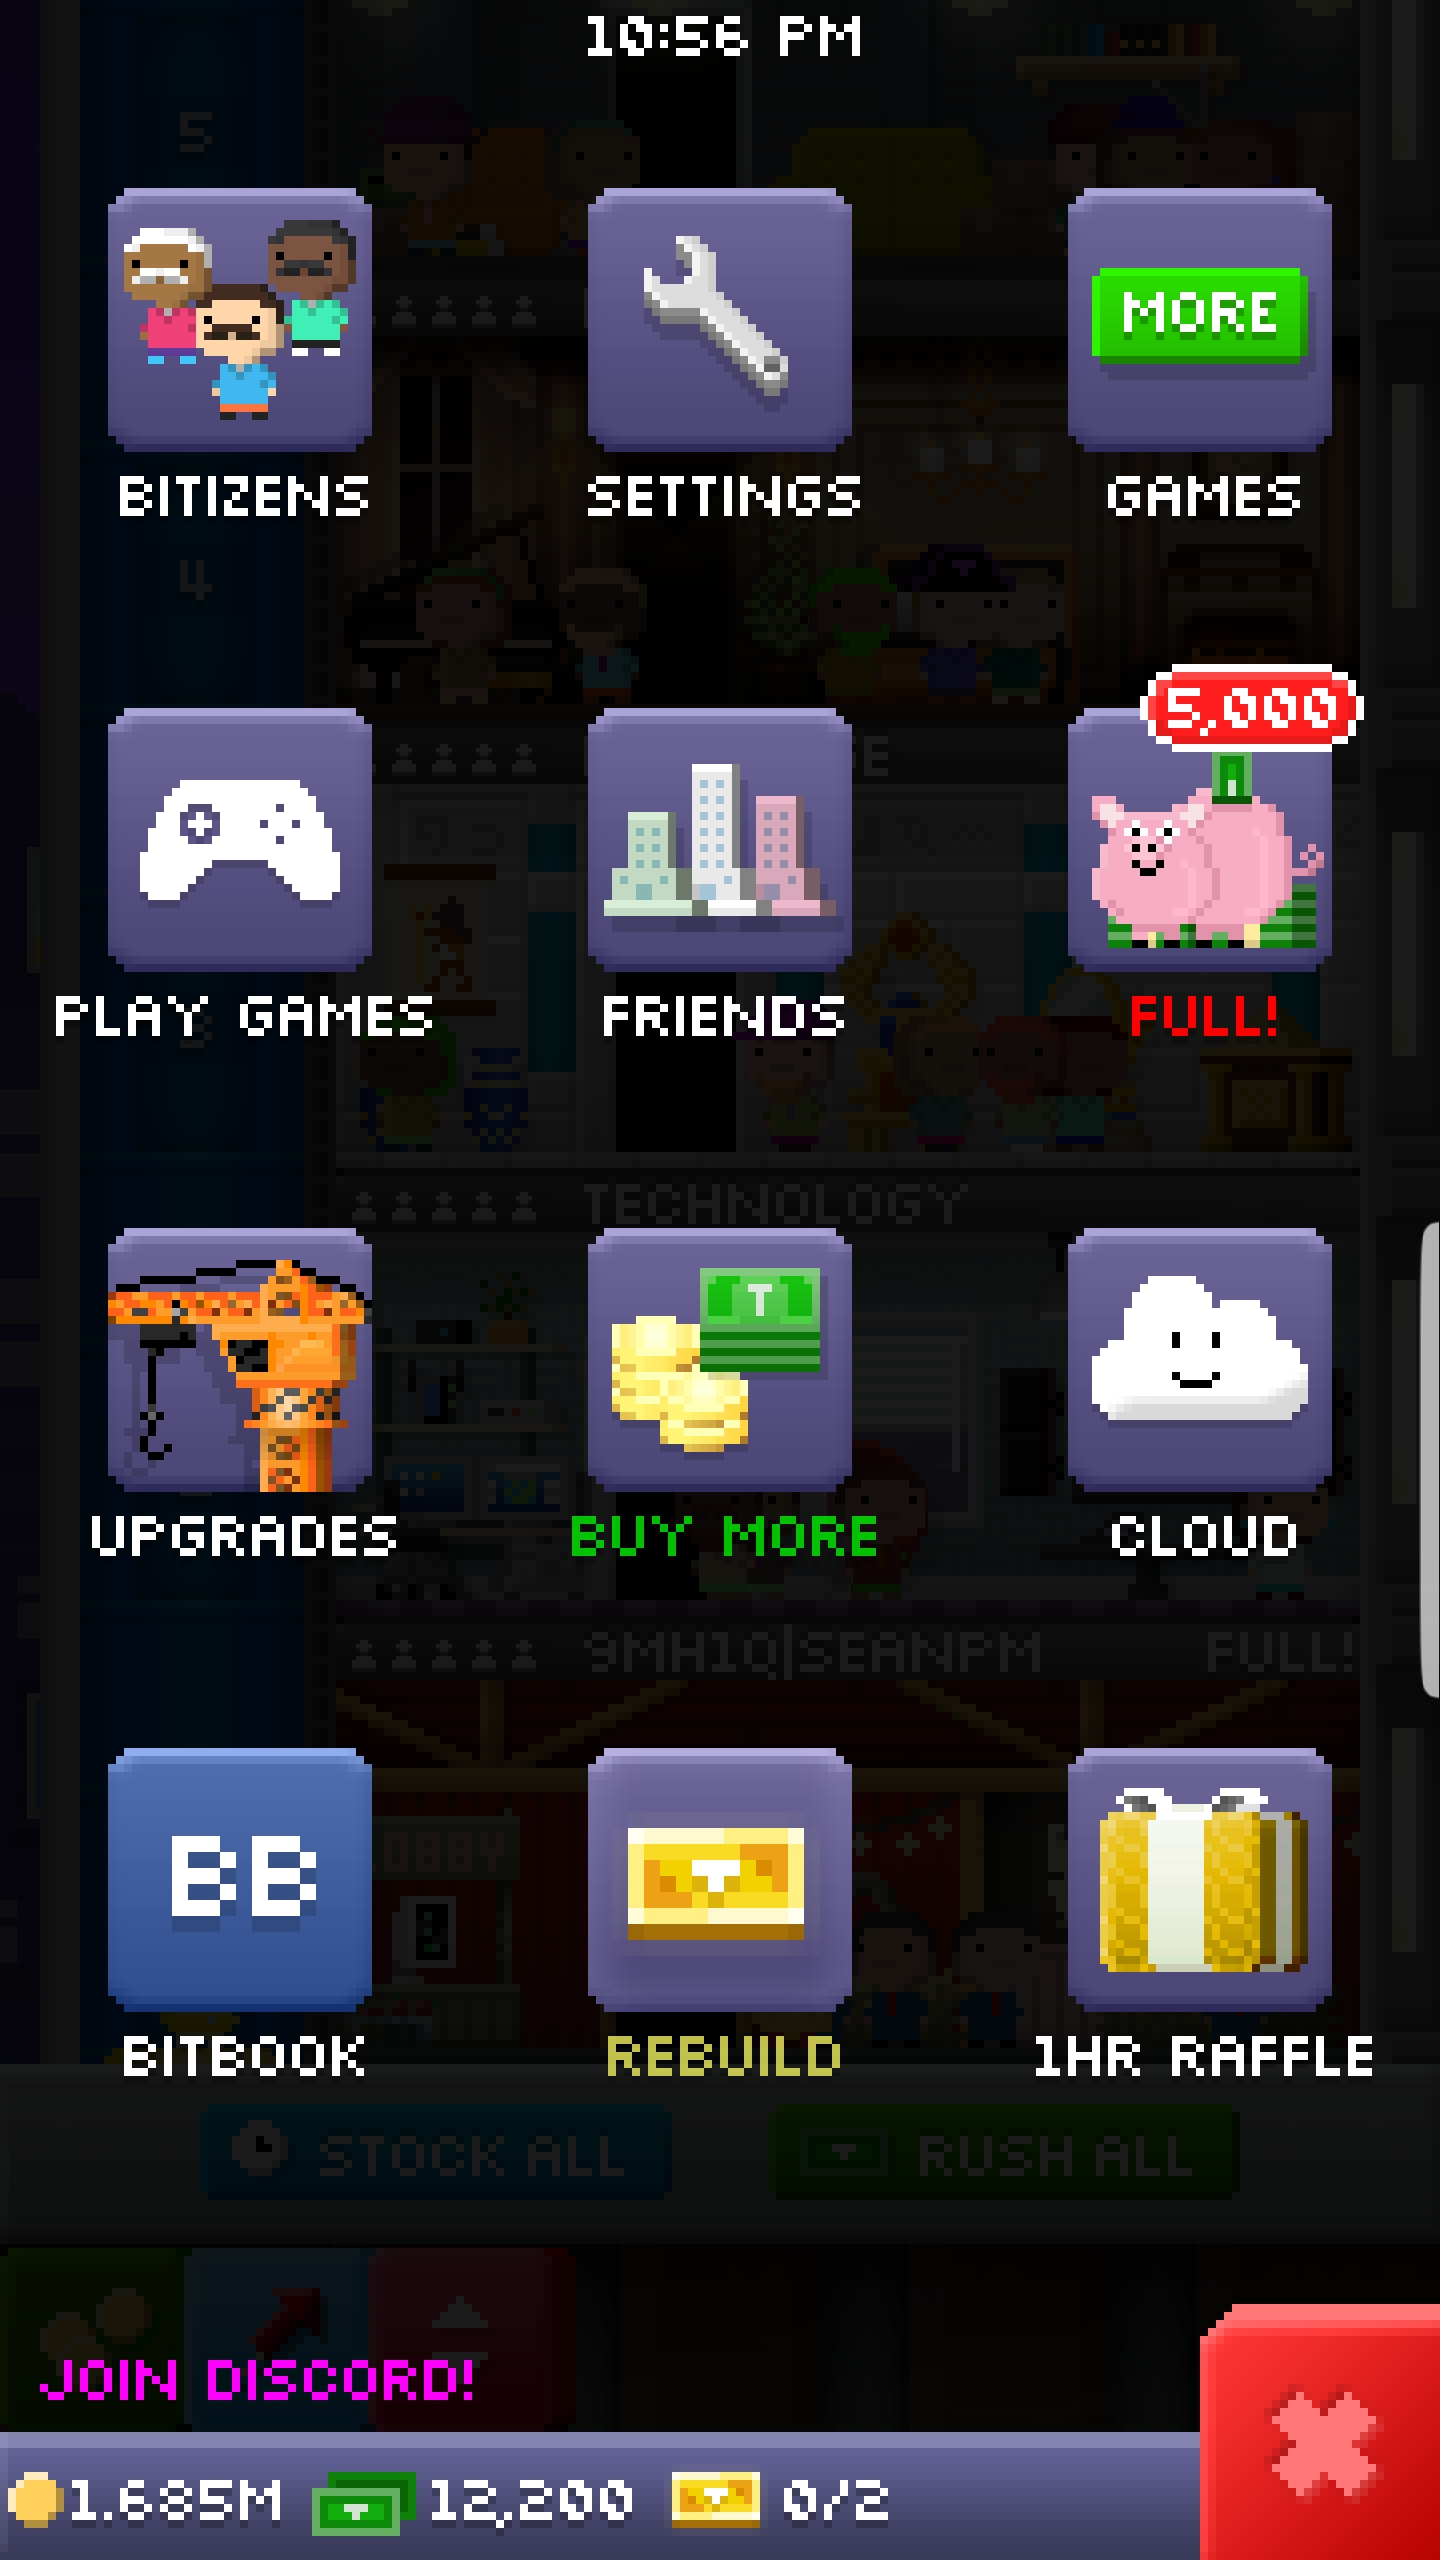 10:56 PM
5
MORE
BITIZENS
SETTINGS
GAMES
4
5,000
PLAY GAMES
FRIENDS
FULL!
TECHNOLOGY
UPGRADES
T
BUY MORE
CLOUD
9MH1Q|SEANPM
FULL!
BB
BITBOOK
REBUILD
1HR RAFFLE
STOCK ALL
RUSH ALL
JOIN DISCORD!
1.685M
12,200
0/2